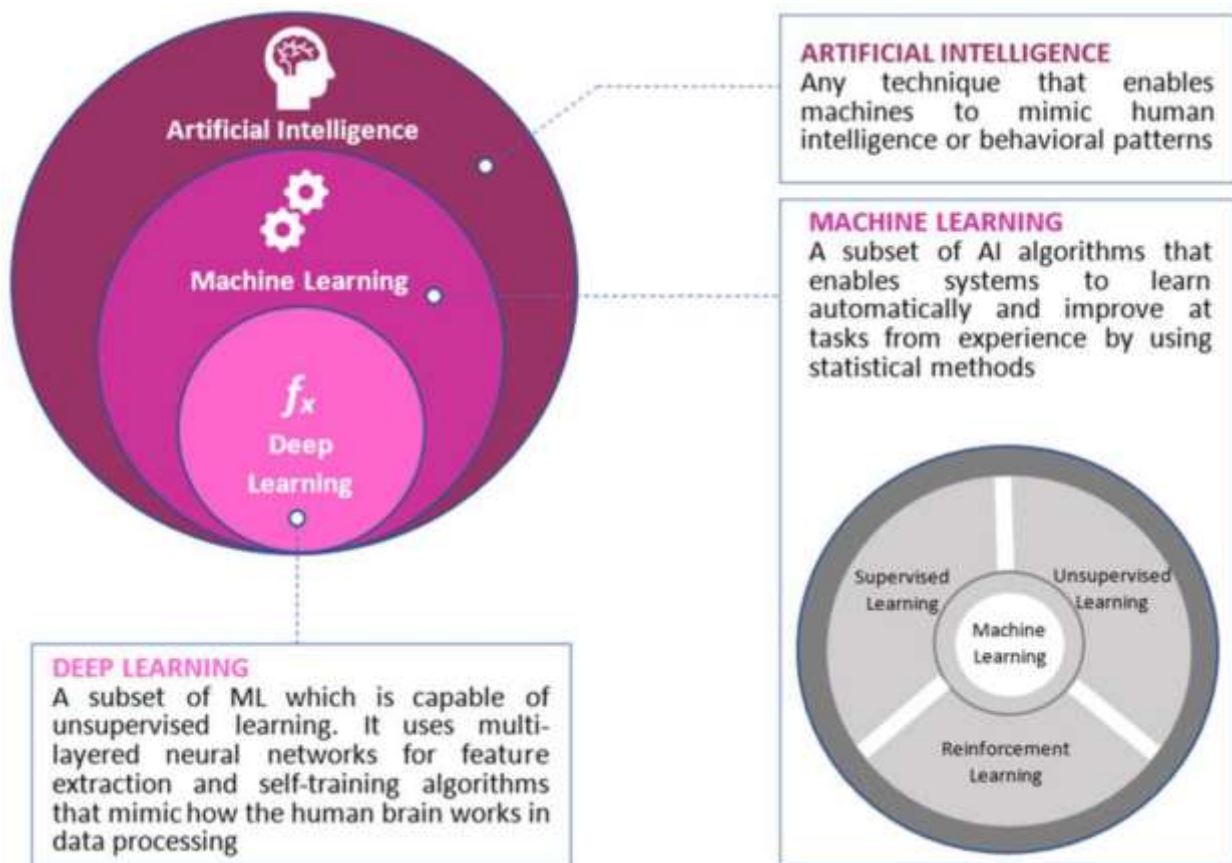 Artificial Intelligence
Machine Learning
fx
Deep
Learning
ARTIFICIAL INTELLIGENCE
Any technique that enables
machines to mimic human
intelligence or behavioral patterns
MACHINE LEARNING
A subset of AI algorithms that
enables systems to learn
automatically and improve at
tasks from experience by using
statistical methods
Supervised
Learning
Unsupervised
Learning
Machine
Learning
Reinforcement
Learning
DEEP LEARNING
A subset of ML which is capable of
unsupervised learning. It uses multi-
layered neural networks for feature
extraction and self-training algorithms
that mimic how the human brain works in
data processing